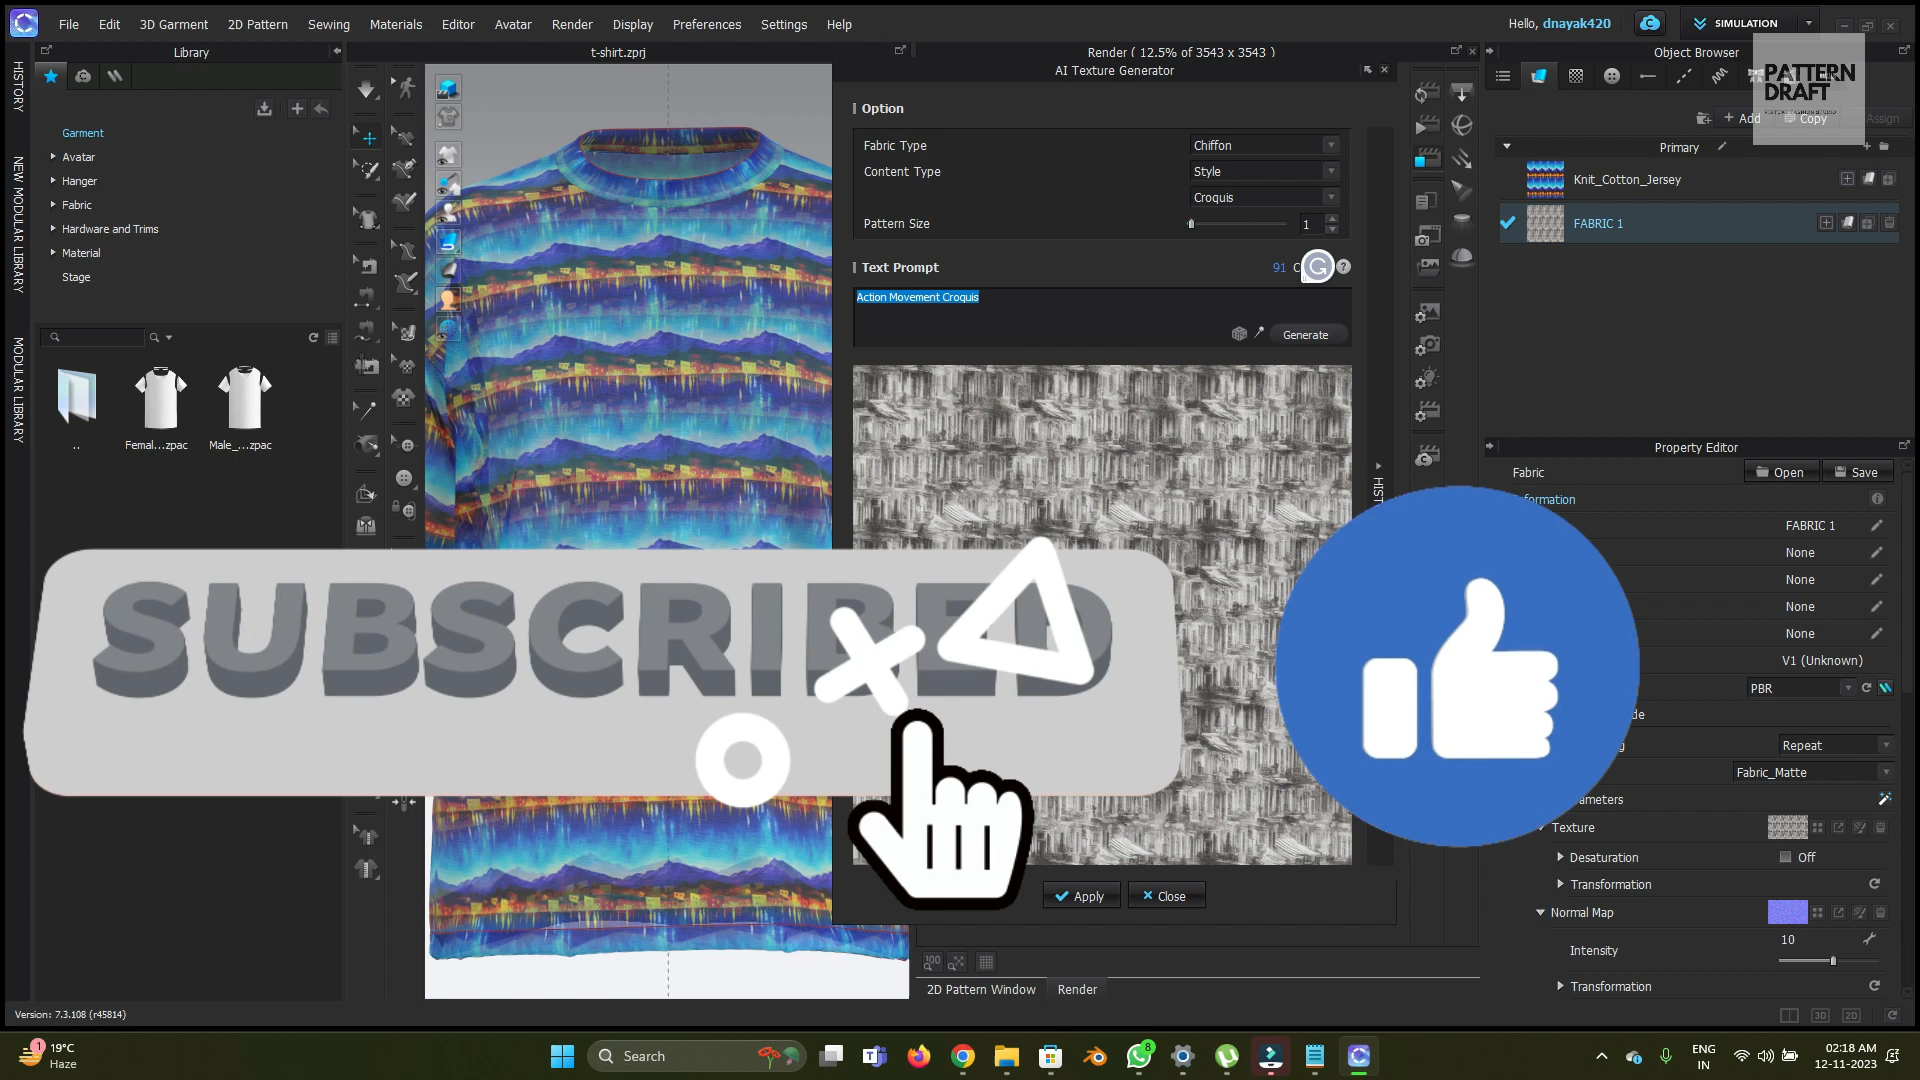 File Edit 3D Garment 2D Pattern Sewing Materials Editor Avatar Render Display Preferences Settings Help
Hello, dnayak420
SIMULATION
Library
t-shirt.zprj
Render ( 12.5% of 3543 x 3543 )
Object Browser
AI Texture Generator
HISTORY
NEW MODULAR LIBRARY
MODULAR LIBRARY
Garment
Avatar
Hanger
Fabric
Hardware and Trims
Material
Stage
..
Femal...zpac
Male_...zpac
Option
Fabric Type
Chiffon
Content Type
Style
Croquis
Pattern Size
1
Text Prompt
91 C
Action Movement Croquis
Generate
HIST
Apply
Close
PATTERN
DRAFT
Add
Copy
Assign
Primary
Knit_Cotton_Jersey
FABRIC 1
Property Editor
Fabric
Open
Save
formation
FABRIC 1
None
None
None
None
V1 (Unknown)
PBR
de
Repeat
Fabric_Matte
ameters
Texture
Desaturation
Off
Transformation
Normal Map
10
Intensity
Transformation
SUBSCRIBED
100
2D Pattern Window
Render
Version: 7.3.108 (r45814)
3D
2D
1
19°C
Haze
Search
8
ENG
IN
02:18 AM
12-11-2023